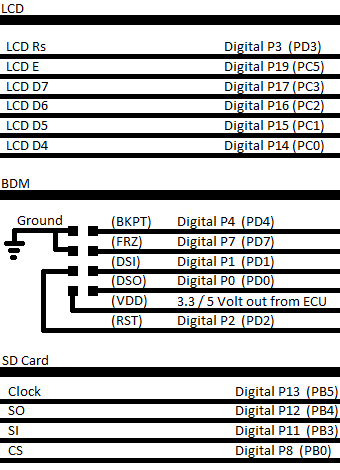 LCD
LCD Rs Digital P3 (PD3)
LCD E Digital P19 (PC5)
LCD D7 Digital P17 (PC3)
LCD D6 Digital P16 (PC2)
LCD D5 Digital P15 (PC1)
LCD D4 Digital P14 (PC0)
BDM
Ground (BKPT) Digital P4 (PD4)
(FRZ) Digital P7 (PD7)
(DSI) Digital P1 (PD1)
(DSO) Digital P0 (PD0)
(VDD) 3.3 / 5 Volt out from ECU
(RST) Digital P2 (PD2)
SD Card
Clock Digital P13 (PB5)
SO Digital P12 (PB4)
SI Digital P11 (PB3)
CS Digital P8 (PB0)